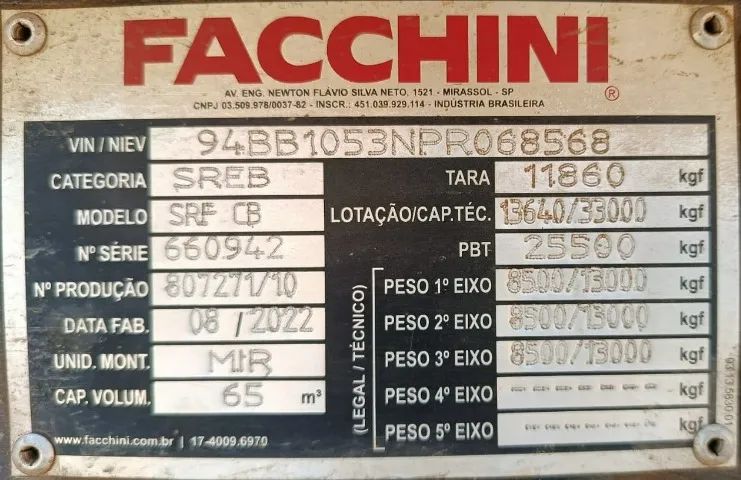 FACCHINI®
AV. ENG. NEWTON FLÁVIO SILVA NETO, 1521 - MIRASSOL - SP
CNPJ 03.509.978/0037-82 - INSCR.: 451.039.929.114 - INDÚSTRIA BRASILEIRA
VIN / NIEV 94BB1053NPR068568
CATEGORIA SREB TARA 11860 kgf
MODELO SRF CB LOTAÇÃO/CAP.TÉC. 13640/33000 kgf
Nº SÉRIE 660942 PBT 25500 kgf
Nº PRODUÇÃO 807271/10 PESO 1º EIXO 8500/13000 kgf
DATA FAB. 08 / 2022 PESO 2º EIXO 8500/13000 kgf
UNID. MONT. MIR PESO 3º EIXO 8500/13000 kgf
CAP. VOLUM. 65 m³ PESO 4º EIXO kgf
PESO 5º EIXO kgf
(LEGAL / TÉCNICO)
www.facchini.com.br | 17-4009.6970